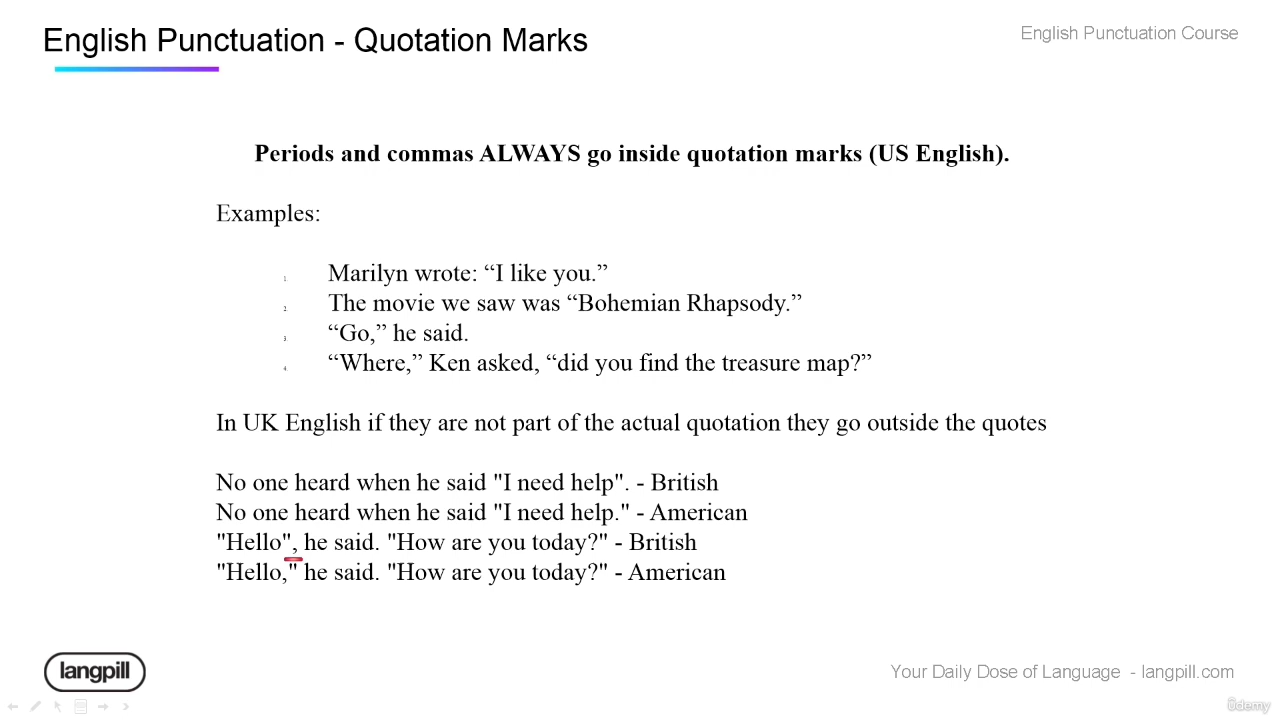 English Punctuation - Quotation Marks
English Punctuation Course
Periods and commas ALWAYS go inside quotation marks (US English).
Examples:
1. Marilyn wrote: “I like you.”
2. The movie we saw was “Bohemian Rhapsody.”
3. “Go,” he said.
4. “Where,” Ken asked, “did you find the treasure map?”
In UK English if they are not part of the actual quotation they go outside the quotes
No one heard when he said "I need help". - British
No one heard when he said "I need help." - American
"Hello", he said. "How are you today?" - British
"Hello," he said. "How are you today?" - American
langpill
Your Daily Dose of Language - langpill.com
ûdemy